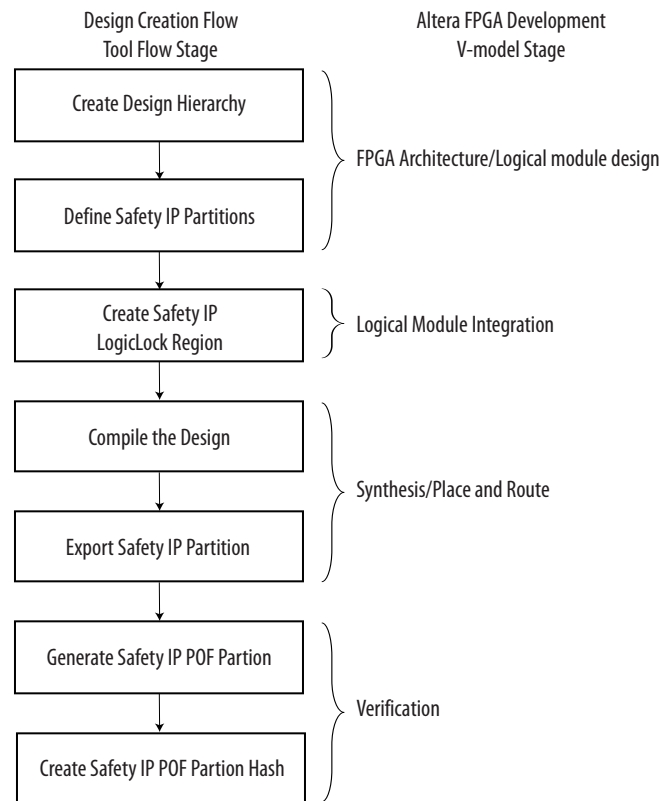 Design Creation Flow
Tool Flow Stage
Altera FPGA Development
V-model Stage
Create Design Hierarchy
FPGA Architecture/Logical module design
Define Safety IP Partitions
Create Safety IP
LogicLock Region
Logical Module Integration
Compile the Design
Synthesis/Place and Route
Export Safety IP Partition
Generate Safety IP POF Partion
Verification
Create Safety IP POF Partion Hash